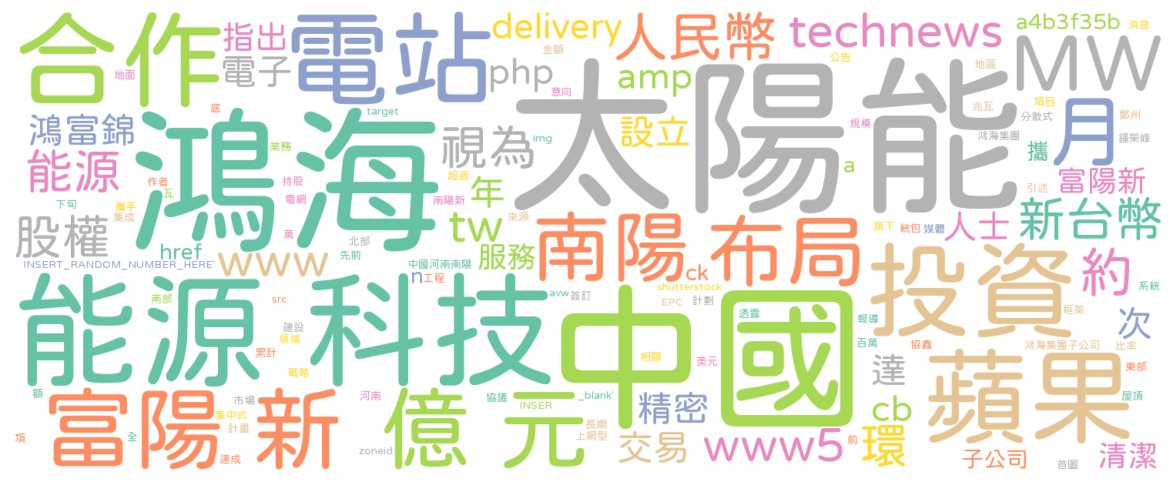 合作
指出
電子
地面
電站
delivery
金額
php
意向
人民幣
amp
technews
公告
a4b3f35b
消息
MW
地區
兆瓦
項目
分散式
鄭州
鍾榮峰
鴻富錦
能源
作者
瓦
鴻海
target
業務
持股
電網
萬
視為
img
超過
南陽新
來源
太陽能
設立
規模
a
鴻海集團
攜
月
富陽新
引述
新台幣
下旬
攜手
集成
股權
href
www
北部
先前
年
tw
服務
中國河南南陽
n
工程
南陽
布局
ck
shutterstock
旗下
統包
媒體
人士
約
系統
INSERT_RANDOM_NUMBER_HERE'
能源
南部
科技
src
建設
領域
累計
戰略
avw
簽訂
EPC
計劃
中國
透露
相關
美元
報導
百萬
投資
框架
次
協鑫
鴻海集團子公司
比率
東部
額
富陽新
市場
集中式
計畫
項
全
達成
河南
zoneid
億元
協議
INSER
_blank'
長期
上網型
精密
交易
www5
前
達
cb
環
蘋果
屋頂
子公司
首圖
清潔
底